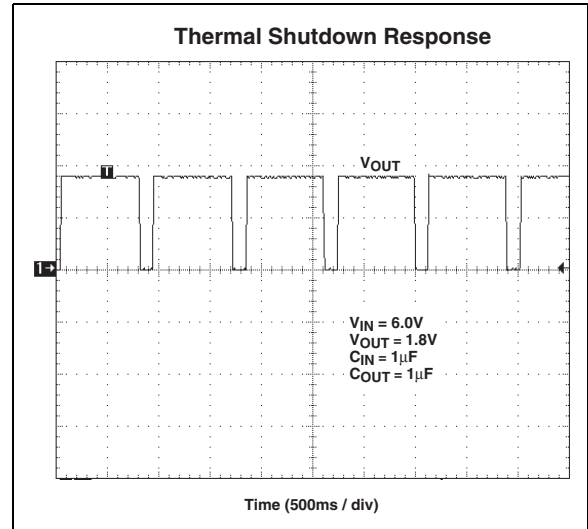 Thermal Shutdown Response
T
VOUT
1
VIN = 6.0V
VOUT = 1.8V
CIN = 1μF
COUT = 1μF
Time (500ms / div)